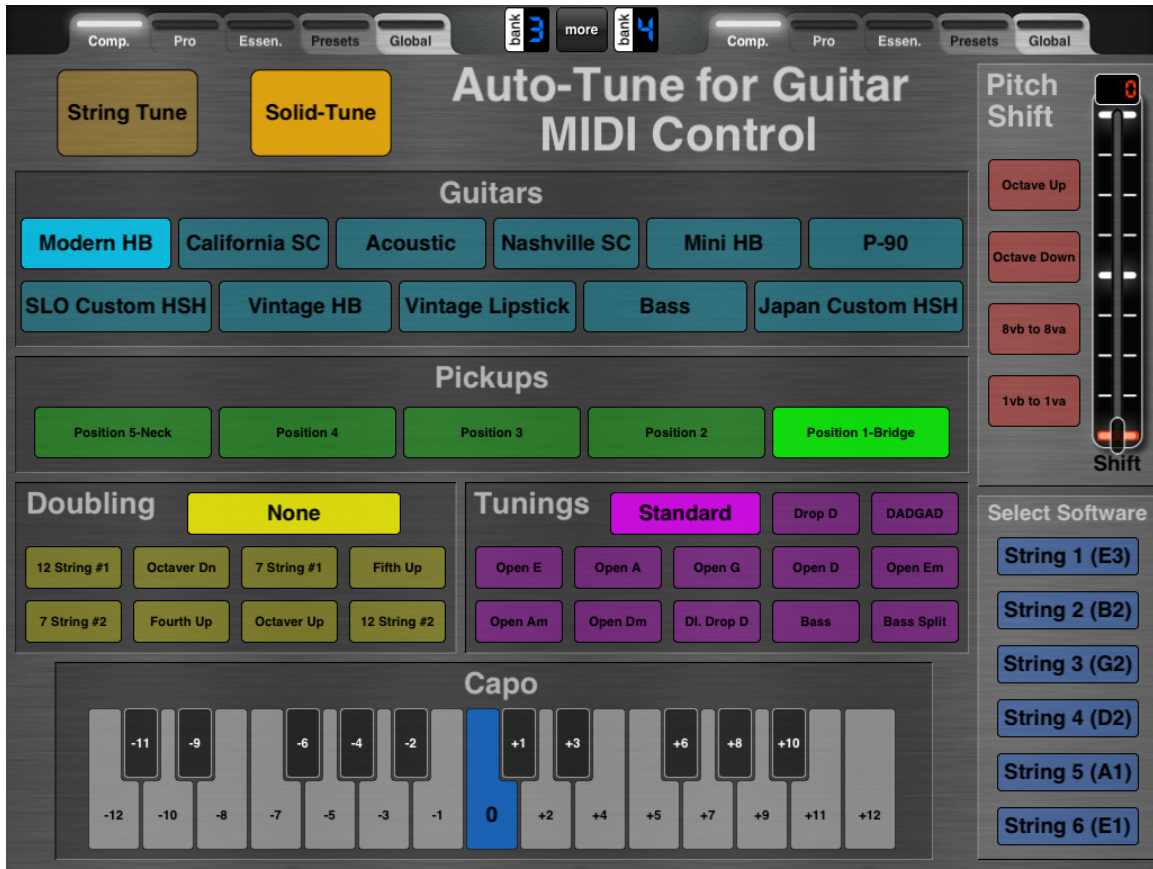 Comp. Pro Essen. Presets Global bank 3 more bank 4 Comp. Pro Essen. Presets Global
String Tune Solid-Tune
Auto-Tune for Guitar
MIDI Control
Guitars
Modern HB California SC Acoustic Nashville SC Mini HB P-90
SLO Custom HSH Vintage HB Vintage Lipstick Bass Japan Custom HSH
Pickups
Position 5-Neck Position 4 Position 3 Position 2 Position 1-Bridge
Doubling None
12 String #1 Octaver Dn 7 String #1 Fifth Up
7 String #2 Fourth Up Octaver Up 12 String #2
Tunings Standard Drop D DADGAD
Open E Open A Open G Open D Open Em
Open Am Open Dm Dl. Drop D Bass Bass Split
Capo
-11 -9 -6 -4 -2 +1 +3 +6 +8 +10
-12 -10 -8 -7 -5 -3 -1 0 +2 +4 +5 +7 +9 +11 +12
Pitch
Shift
0
Octave Up
Octave Down
8vb to 8va
1vb to 1va
Shift
Select Software
String 1 (E3)
String 2 (B2)
String 3 (G2)
String 4 (D2)
String 5 (A1)
String 6 (E1)